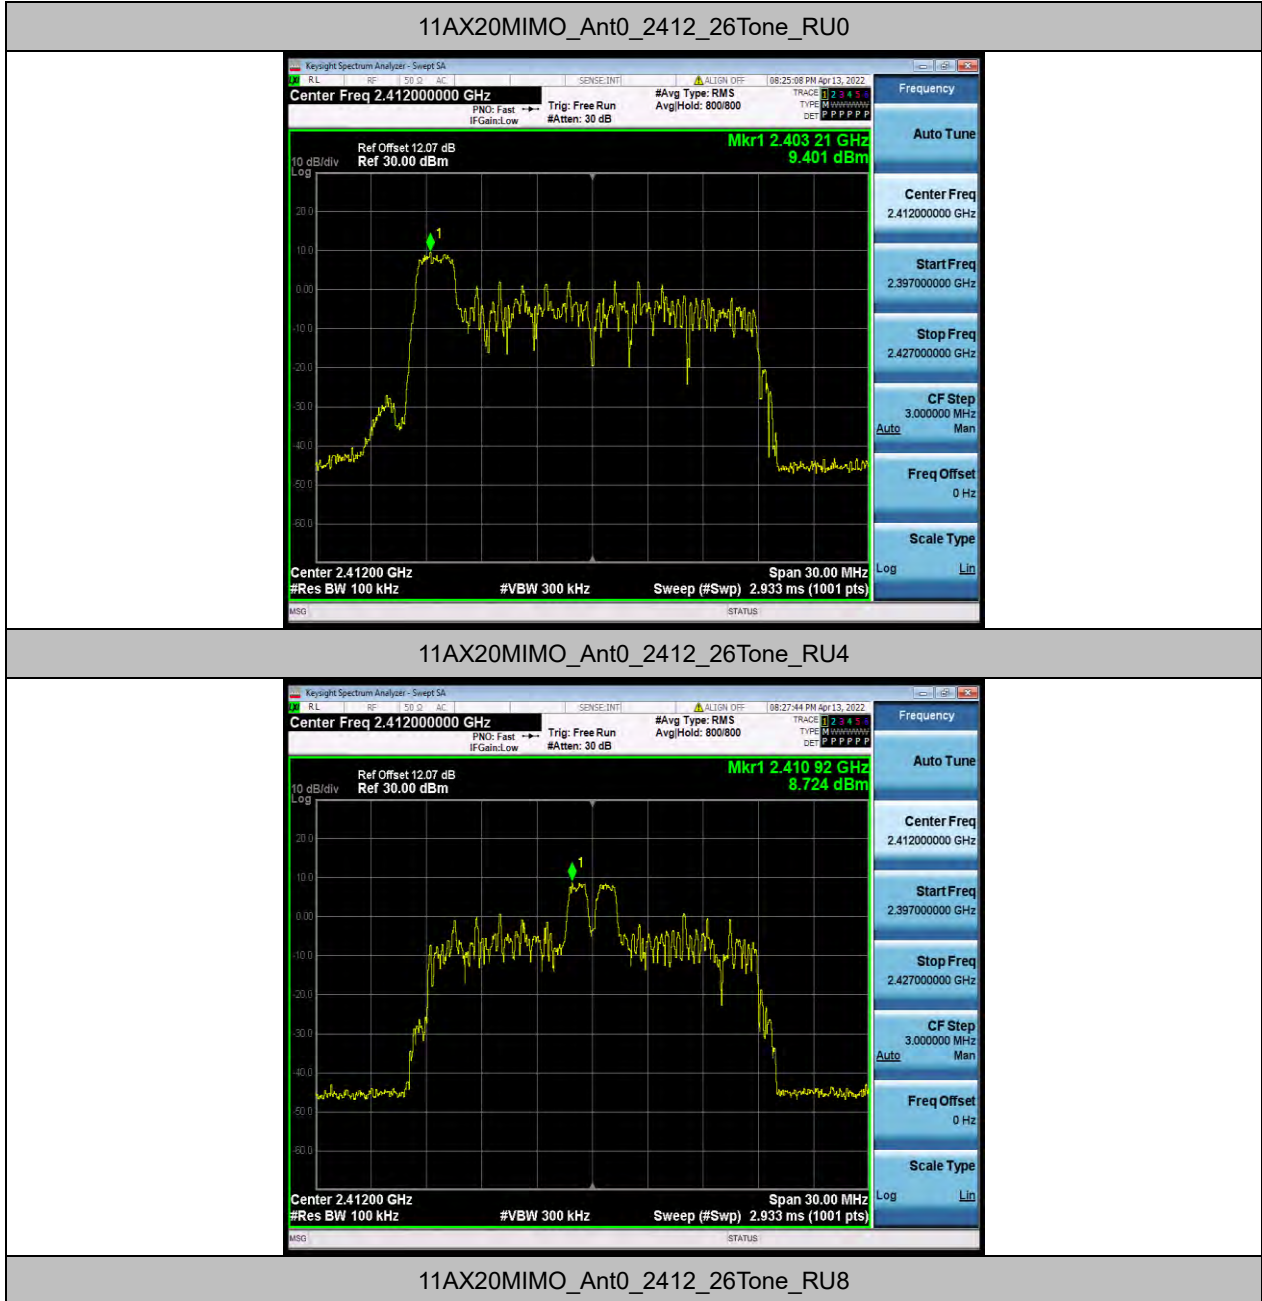 11AX20MIMO_Ant0_2412_26Tone_RU0
Keysight Spectrum Analyzer - Swept SA
RL RF 50 Ω AC SENSE:INT ALIGN OFF 08:25:08 PM Apr 13, 2022
Center Freq 2.412000000 GHz #Avg Type: RMS TRACE 1 2 3 4 5 6
PNO: Fast Trig: Free Run Avg|Hold: 800/800 TYPE M WWWWW
IFGain:Low #Atten: 30 dB DET P P P P P P
Frequency
Mkr1 2.403 21 GHz
9.401 dBm
Ref Offset 12.07 dB
10 dB/div Ref 30.00 dBm
Log
20.0
10.0
0.00
-10.0
-20.0
-30.0
-40.0
-50.0
-60.0
1
Center 2.41200 GHz Span 30.00 MHz
#Res BW 100 kHz #VBW 300 kHz Sweep (#Swp) 2.933 ms (1001 pts)
MSG STATUS
Auto Tune
Center Freq
2.412000000 GHz
Start Freq
2.397000000 GHz
Stop Freq
2.427000000 GHz
CF Step
3.000000 MHz
Auto Man
Freq Offset
0 Hz
Scale Type
Log Lin
11AX20MIMO_Ant0_2412_26Tone_RU4
Keysight Spectrum Analyzer - Swept SA
RL RF 50 Ω AC SENSE:INT ALIGN OFF 08:27:44 PM Apr 13, 2022
Center Freq 2.412000000 GHz #Avg Type: RMS TRACE 1 2 3 4 5 6
PNO: Fast Trig: Free Run Avg|Hold: 800/800 TYPE M WWWWW
IFGain:Low #Atten: 30 dB DET P P P P P P
Frequency
Mkr1 2.410 92 GHz
8.724 dBm
Ref Offset 12.07 dB
10 dB/div Ref 30.00 dBm
Log
20.0
10.0
0.00
-10.0
-20.0
-30.0
-40.0
-50.0
-60.0
1
Center 2.41200 GHz Span 30.00 MHz
#Res BW 100 kHz #VBW 300 kHz Sweep (#Swp) 2.933 ms (1001 pts)
MSG STATUS
Auto Tune
Center Freq
2.412000000 GHz
Start Freq
2.397000000 GHz
Stop Freq
2.427000000 GHz
CF Step
3.000000 MHz
Auto Man
Freq Offset
0 Hz
Scale Type
Log Lin
11AX20MIMO_Ant0_2412_26Tone_RU8